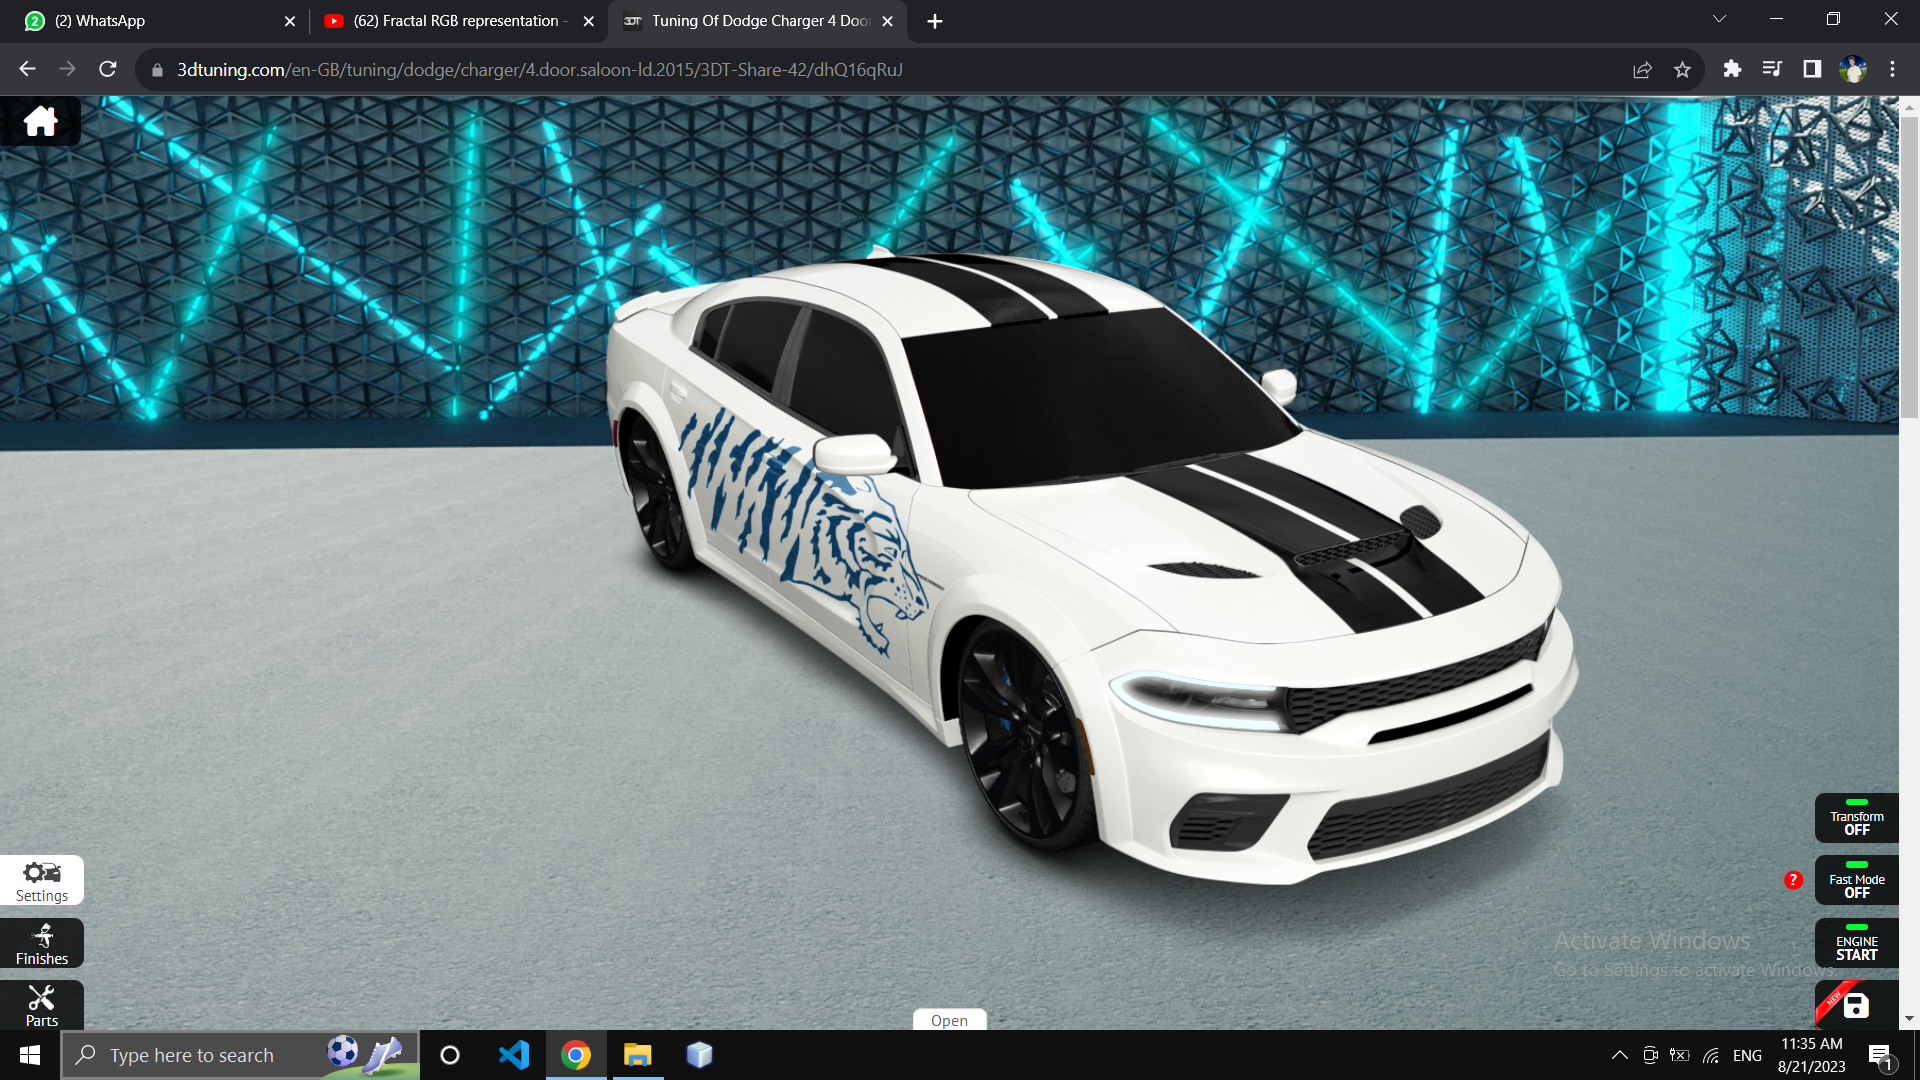 (2) WhatsApp
(62) Fractal RGB representation -
3DT Tuning Of Dodge Charger 4 Doo
3dtuning.com/en-GB/tuning/dodge/charger/4.door.saloon-ld.2015/3DT-Share-42/dhQ16qRuJ
Transform
OFF
Settings
?
Fast Mode
OFF
Finishes
ENGINE
START
Activate Windows
Go to Settings to activate Windows.
Parts
NEW
Open
Type here to search
ENG
11:35 AM
8/21/2023
1